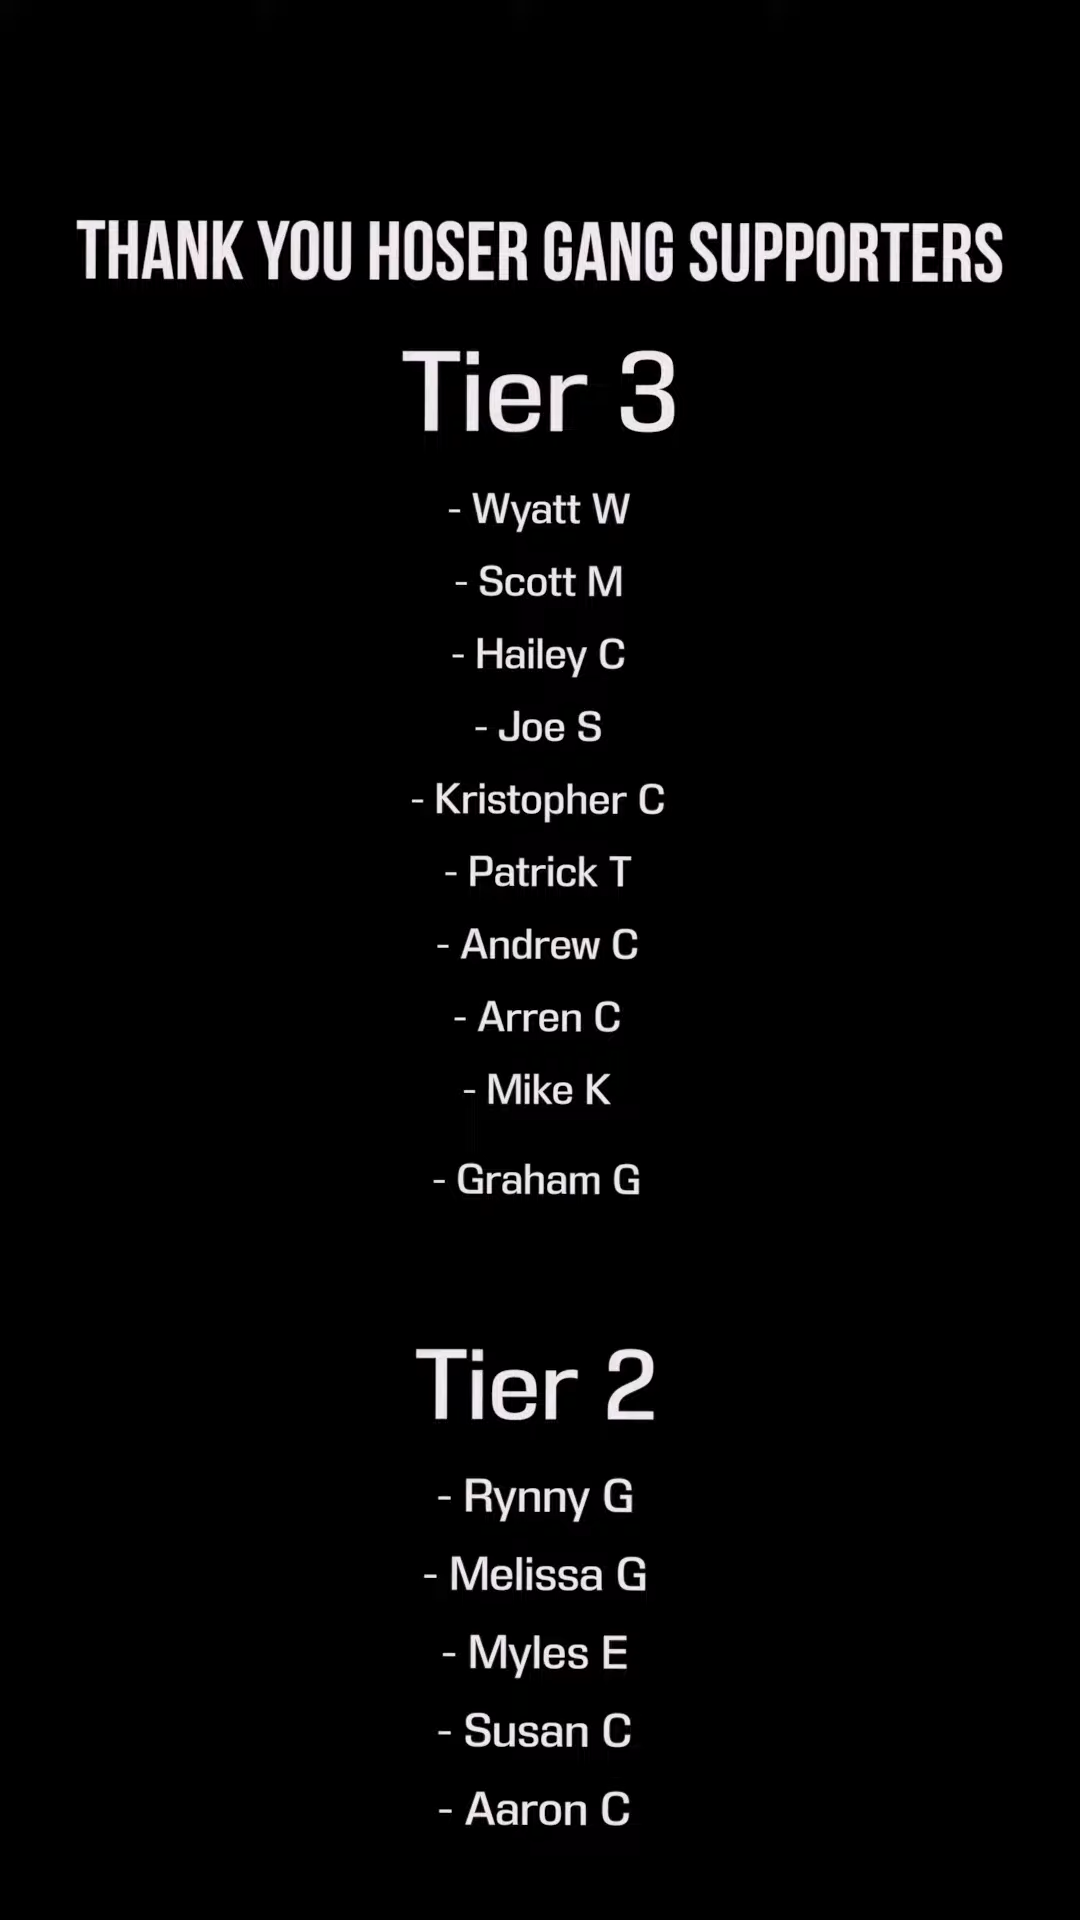 THANK YOU HOSER GANG SUPPORTERS
Tier 3
- Wyatt W
- Scott M
- Hailey C
- Joe S
- Kristopher C
- Patrick T
- Andrew C
- Arren C
- Mike K
- Graham G
Tier 2
- Rynny G
- Melissa G
- Myles E
- Susan C
- Aaron C